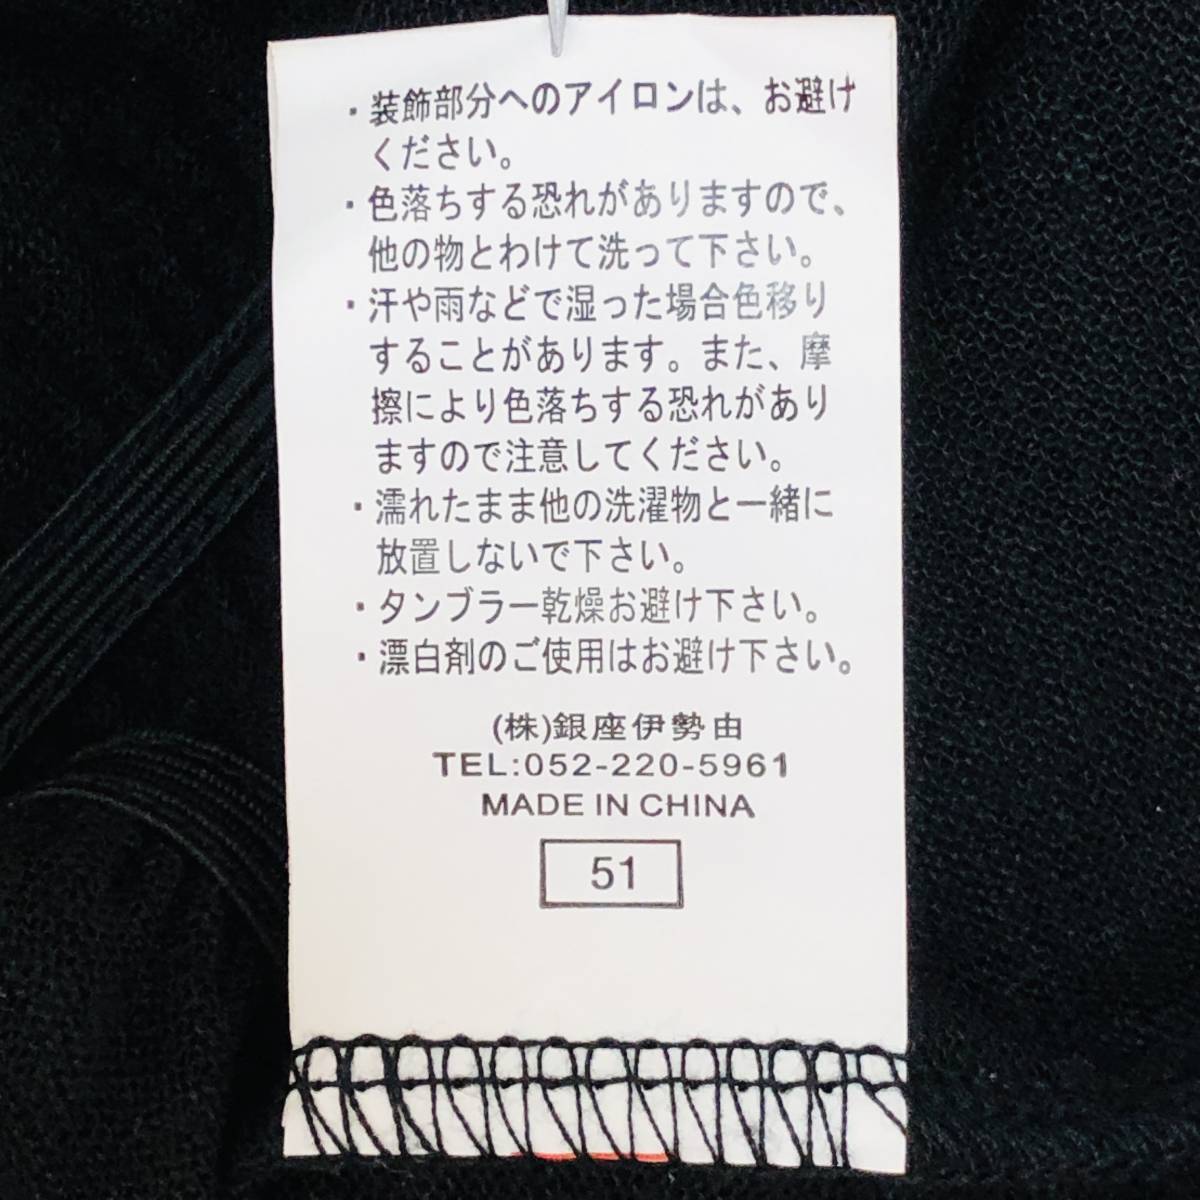 ・装飾部分へのアイロンは、お避け
ください。
・色落ちする恐れがありますので、
他の物とわけて洗って下さい。
・汗や雨などで湿った場合色移り
することがあります。また、摩
擦により色落ちする恐れがあり
ますので注意してください。
・濡れたまま他の洗濯物と一緒に
放置しないで下さい。
・タンブラー乾燥お避け下さい。
・漂白剤のご使用はお避け下さい。
(株)銀座伊勢由
TEL:052-220-5961
MADE IN CHINA
51